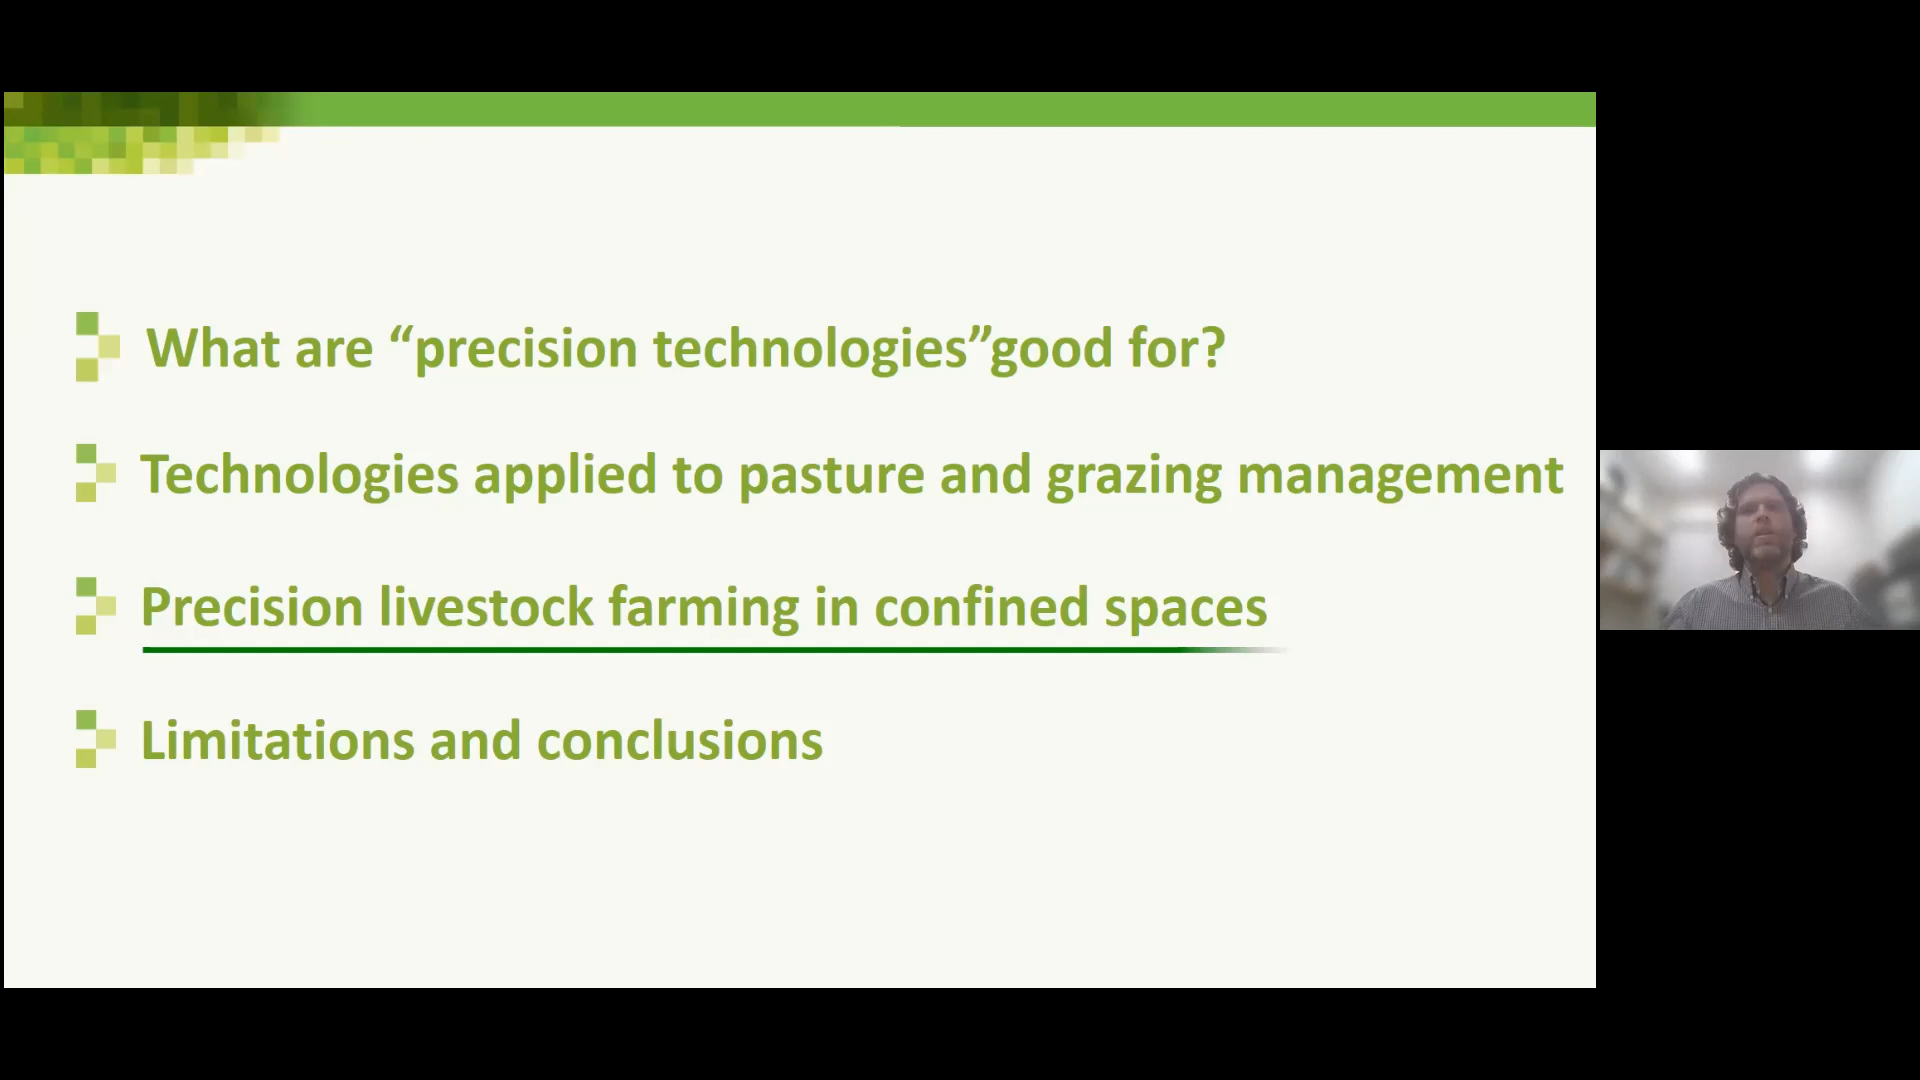 What are “precision technologies”good for?
Technologies applied to pasture and grazing management
Precision livestock farming in confined spaces
Limitations and conclusions